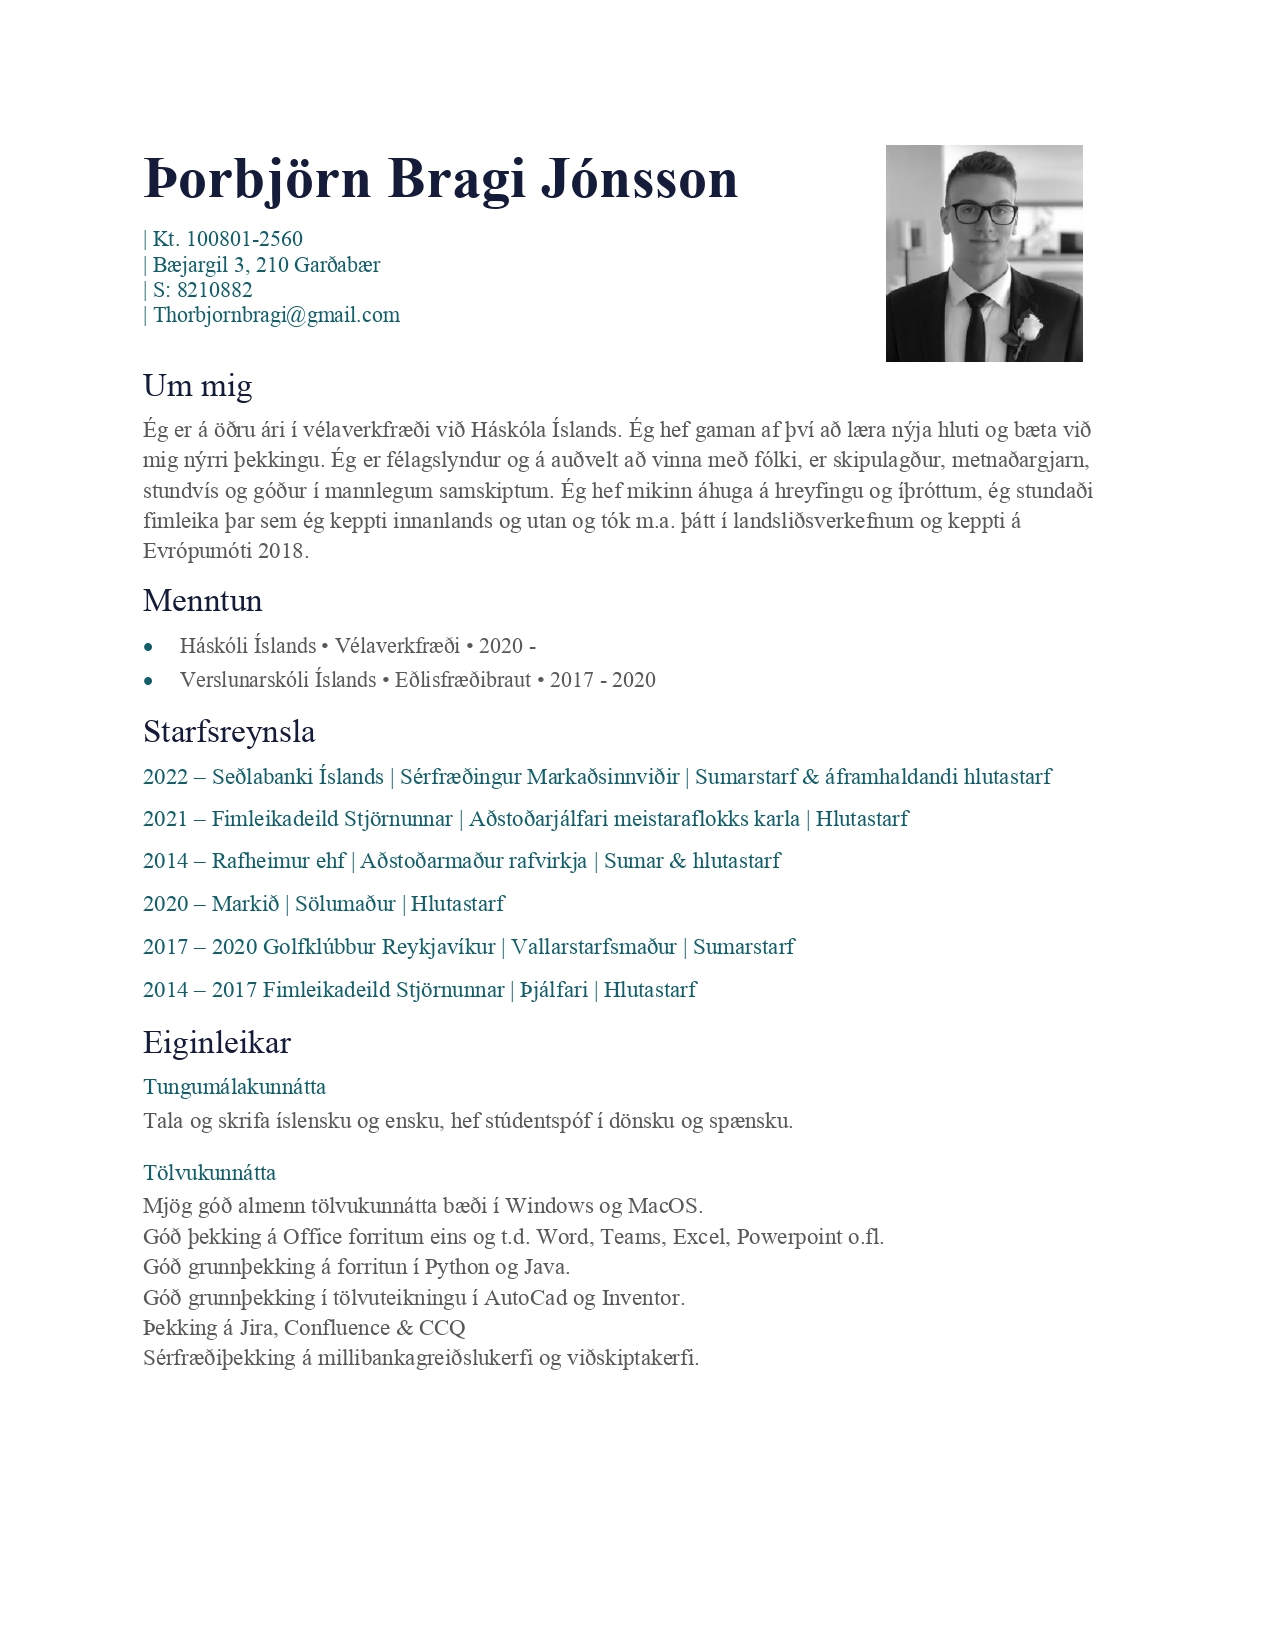 Þorbjörn Bragi Jónsson
| Kt. 100801-2560
| Bæjargil 3, 210 Garðabær
| S: 8210882
| Thorbjornbragi@gmail.com
Um mig
Ég er á öðru ári í vélaverkfræði við Háskóla Íslands. Ég hef gaman af því að læra nýja hluti og bæta við
mig nýrri þekkingu. Ég er félagslyndur og á auðvelt að vinna með fólki, er skipulagður, metnaðargjarn,
stundvís og góður í mannlegum samskiptum. Ég hef mikinn áhuga á hreyfingu og íþróttum, ég stundaði
fimleika þar sem ég keppti innanlands og utan og tók m.a. þátt í landsliðsverkefnum og keppti á
Evrópumóti 2018.
Menntun
• Háskóli Íslands • Vélaverkfræði • 2020 -
• Verslunarskóli Íslands • Eðlisfræðibraut • 2017 - 2020
Starfsreynsla
2022 – Seðlabanki Íslands | Sérfræðingur Markaðsinnviðir | Sumarstarf & áframhaldandi hlutastarf
2021 – Fimleikadeild Stjörnunnar | Aðstoðarjálfari meistaraflokks karla | Hlutastarf
2014 – Rafheimur ehf | Aðstoðarmaður rafvirkja | Sumar & hlutastarf
2020 – Markið | Sölumaður | Hlutastarf
2017 – 2020 Golfklúbbur Reykjavíkur | Vallarstarfsmaður | Sumarstarf
2014 – 2017 Fimleikadeild Stjörnunnar | Þjálfari | Hlutastarf
Eiginleikar
Tungumálakunnátta
Tala og skrifa íslensku og ensku, hef stúdentspóf í dönsku og spænsku.
Tölvukunnátta
Mjög góð almenn tölvukunnátta bæði í Windows og MacOS.
Góð þekking á Office forritum eins og t.d. Word, Teams, Excel, Powerpoint o.fl.
Góð grunnþekking á forritun í Python og Java.
Góð grunnþekking í tölvuteikningu í AutoCad og Inventor.
Þekking á Jira, Confluence & CCQ
Sérfræðiþekking á millibankagreiðslukerfi og viðskiptakerfi.